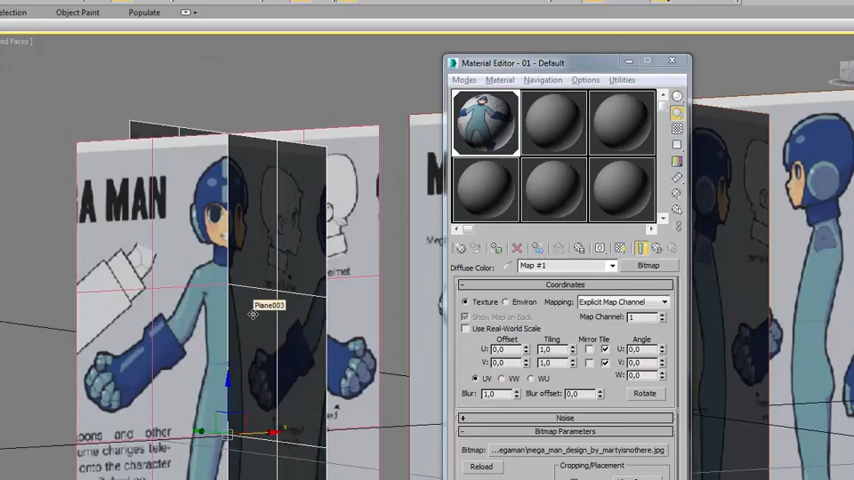 election
Object Paint
Populate
ed Faces ]
Material Editor - 01 - Default
Modes Material Navigation Options Utilities
GA MAN
M
Plane003
elmet
Diffuse Color:
Map #1
Bitmap
Coordinates
Texture Environ Mapping: Explicit Map Channel
Show Map on Back Map Channel: 1
Use Real-World Scale
Offset Tiling Mirror Tile Angle
U: 0,0 1,0 U: 0,0
V: 0,0 1,0 V: 0,0
W: 0,0
UV VW WU
Blur: 1,0 Blur offset: 0,0 Rotate
Noise
Bitmap Parameters
Bitmap: ...egaman\mega_man_design_by_martyisnothere.jpg
Reload
Cropping/Placement
x
pons and other
ume changes tele-
onto the character